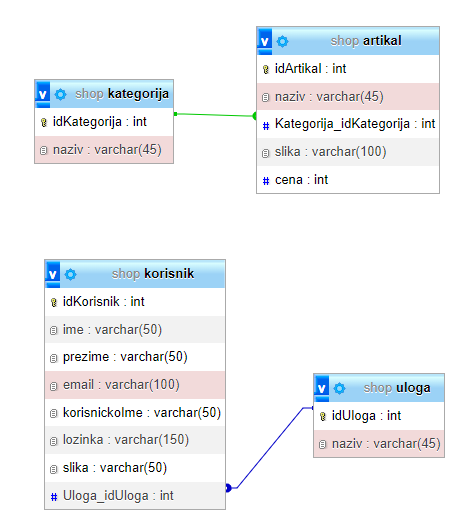 v shop kategorija
idKategorija : int
naziv : varchar(45)
v shop artikal
idArtikal : int
naziv : varchar(45)
# Kategorija_idKategorija : int
slika : varchar(100)
# cena : int
v shop korisnik
idKorisnik : int
ime : varchar(50)
prezime : varchar(50)
email : varchar(100)
korisnickoIme : varchar(50)
lozinka : varchar(150)
slika : varchar(50)
# Uloga_idUloga : int
v shop uloga
idUloga : int
naziv : varchar(45)